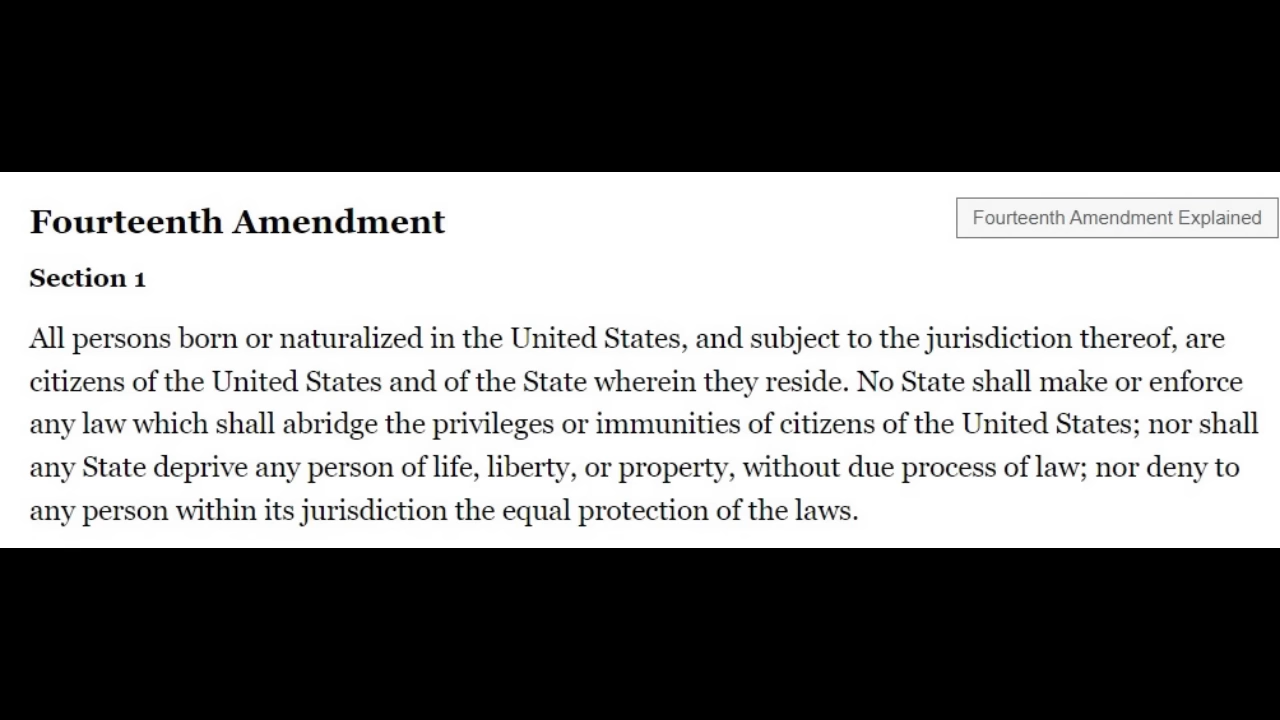 Fourteenth Amendment
Fourteenth Amendment Explained
Section 1
All persons born or naturalized in the United States, and subject to the jurisdiction thereof, are
citizens of the United States and of the State wherein they reside. No State shall make or enforce
any law which shall abridge the privileges or immunities of citizens of the United States; nor shall
any State deprive any person of life, liberty, or property, without due process of law; nor deny to
any person within its jurisdiction the equal protection of the laws.